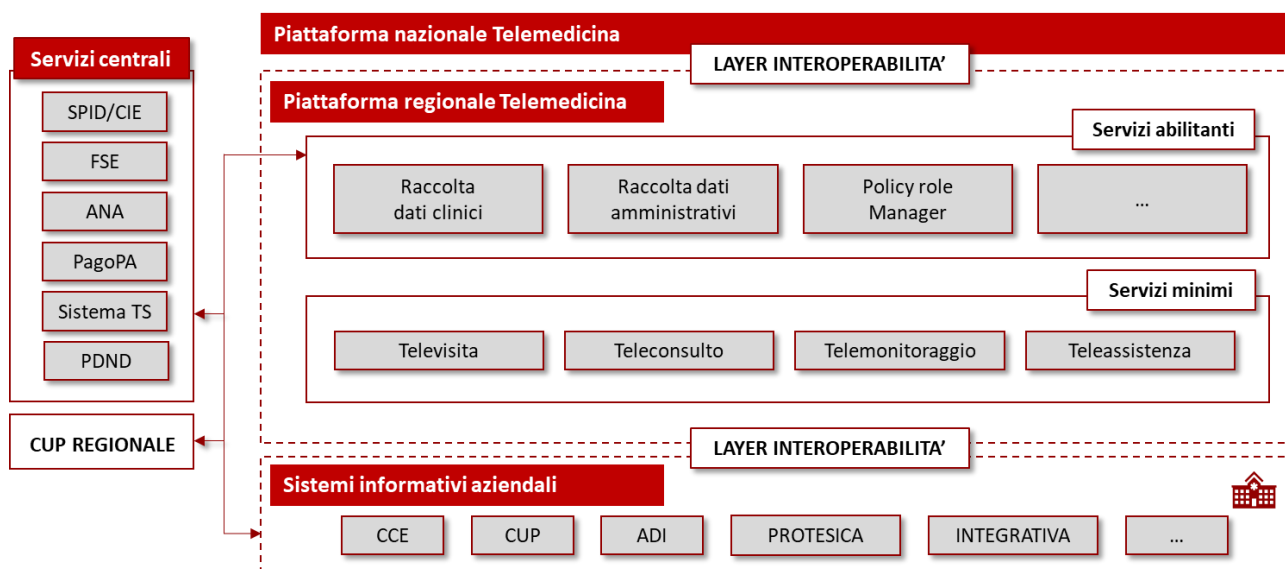 Piattaforma nazionale Telemedicina
Servizi centrali
LAYER INTEROPERABILITA'
SPID/CIE
FSE
ANA
PagoPA
Sistema TS
PDND
CUP REGIONALE
Piattaforma regionale Telemedicina
Servizi abilitanti
Raccolta
dati clinici
Raccolta dati
amministrativi
Policy role
Manager
...
Servizi minimi
Televisita
Teleconsulto
Telemonitoraggio
Teleassistenza
LAYER INTEROPERABILITA'
Sistemi informativi aziendali
CCE
CUP
ADI
PROTESICA
INTEGRATIVA
...